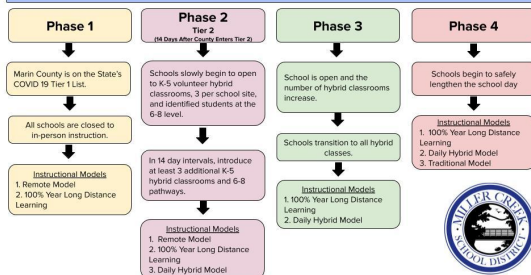 Phase 1
Marin County is on the State's
COVID 19 Tier 1 List.
All schools are closed to
in-person instruction.
Instructional Models
1. Remote Model
2. 100% Year Long Distance
Learning
Phase 2
Tier 2
(14 Days After County Enters Tier 2)
Schools slowly begin to open
to K-5 volunteer hybrid
classrooms, 3 per school site,
and identified students at the
6-8 level.
In 14 day intervals, introduce
at least 3 additional K-5
hybrid classrooms and 6-8
pathways.
Instructional Models
1. Remote Model
2. 100% Year Long Distance
Learning
3. Daily Hybrid Model
Phase 3
School is open and the
number of hybrid classrooms
increase.
Schools transition to all hybrid
classes.
Instructional Models
1. 100% Year Long Distance
Learning
2. Daily Hybrid Model
Phase 4
Schools begin to safely
lengthen the school day
Instructional Models
1. 100% Year Long Distance
Learning
2. Daily Hybrid Model
3. Traditional Model
MILLER CREEK
SCHOOL DISTRICT